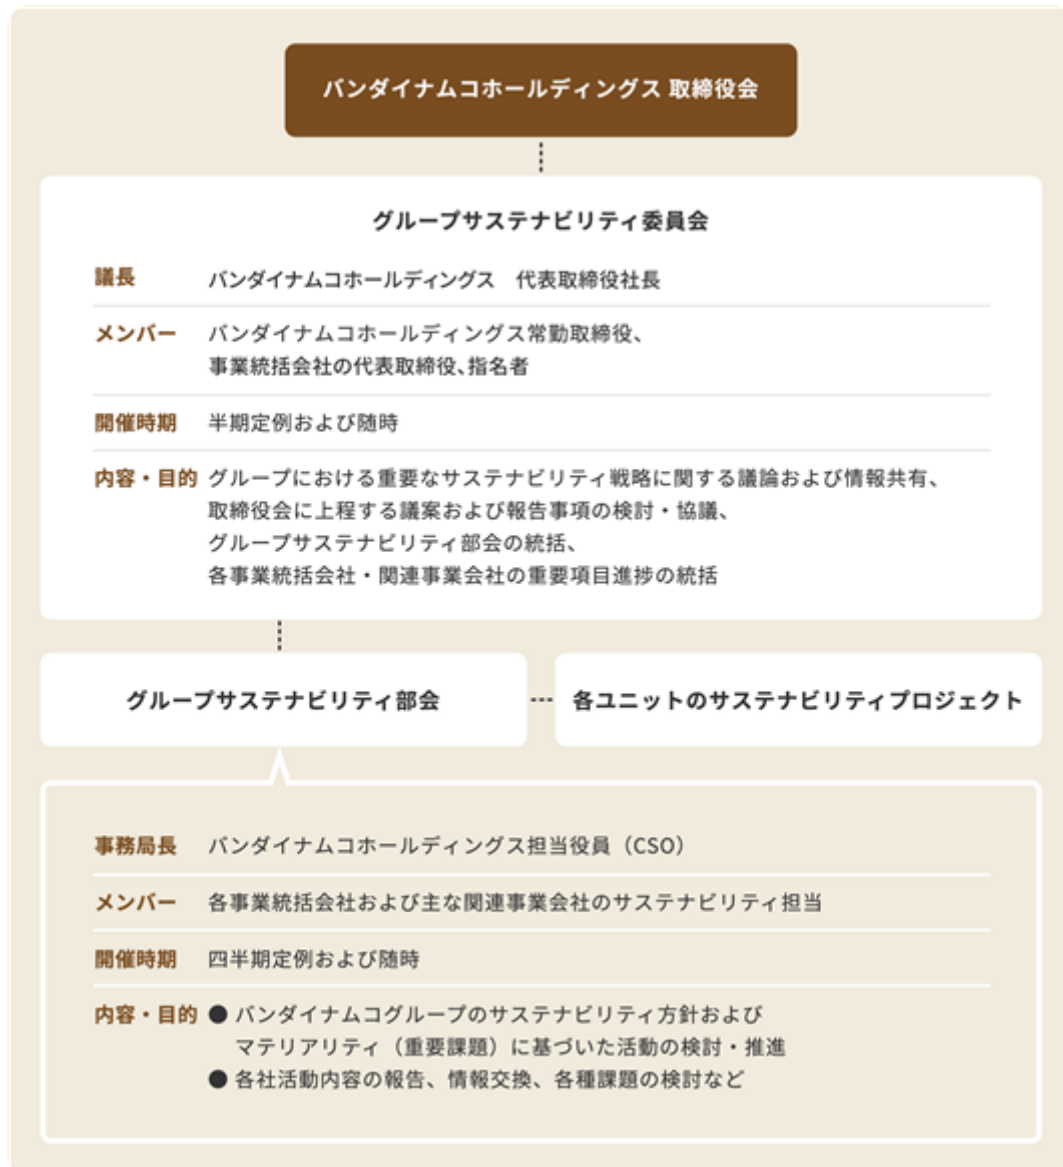 バンダイナムコホールディングス 取締役会
グループサステナビリティ委員会
議長 バンダイナムコホールディングス　代表取締役社長
メンバー バンダイナムコホールディングス常勤取締役、
事業統括会社の代表取締役、指名者
開催時期 半期定例および随時
内容・目的 グループにおける重要なサステナビリティ戦略に関する議論および情報共有、
取締役会に上程する議案および報告事項の検討・協議、
グループサステナビリティ部会の統括、
各事業統括会社・関連事業会社の重要項目進捗の統括
グループサステナビリティ部会 各ユニットのサステナビリティプロジェクト
事務局長 バンダイナムコホールディングス担当役員（CSO）
メンバー 各事業統括会社および主な関連事業会社のサステナビリティ担当
開催時期 四半期定例および随時
内容・目的 ● バンダイナムコグループのサステナビリティ方針および
マテリアリティ（重要課題）に基づいた活動の検討・推進
● 各社活動内容の報告、情報交換、各種課題の検討など